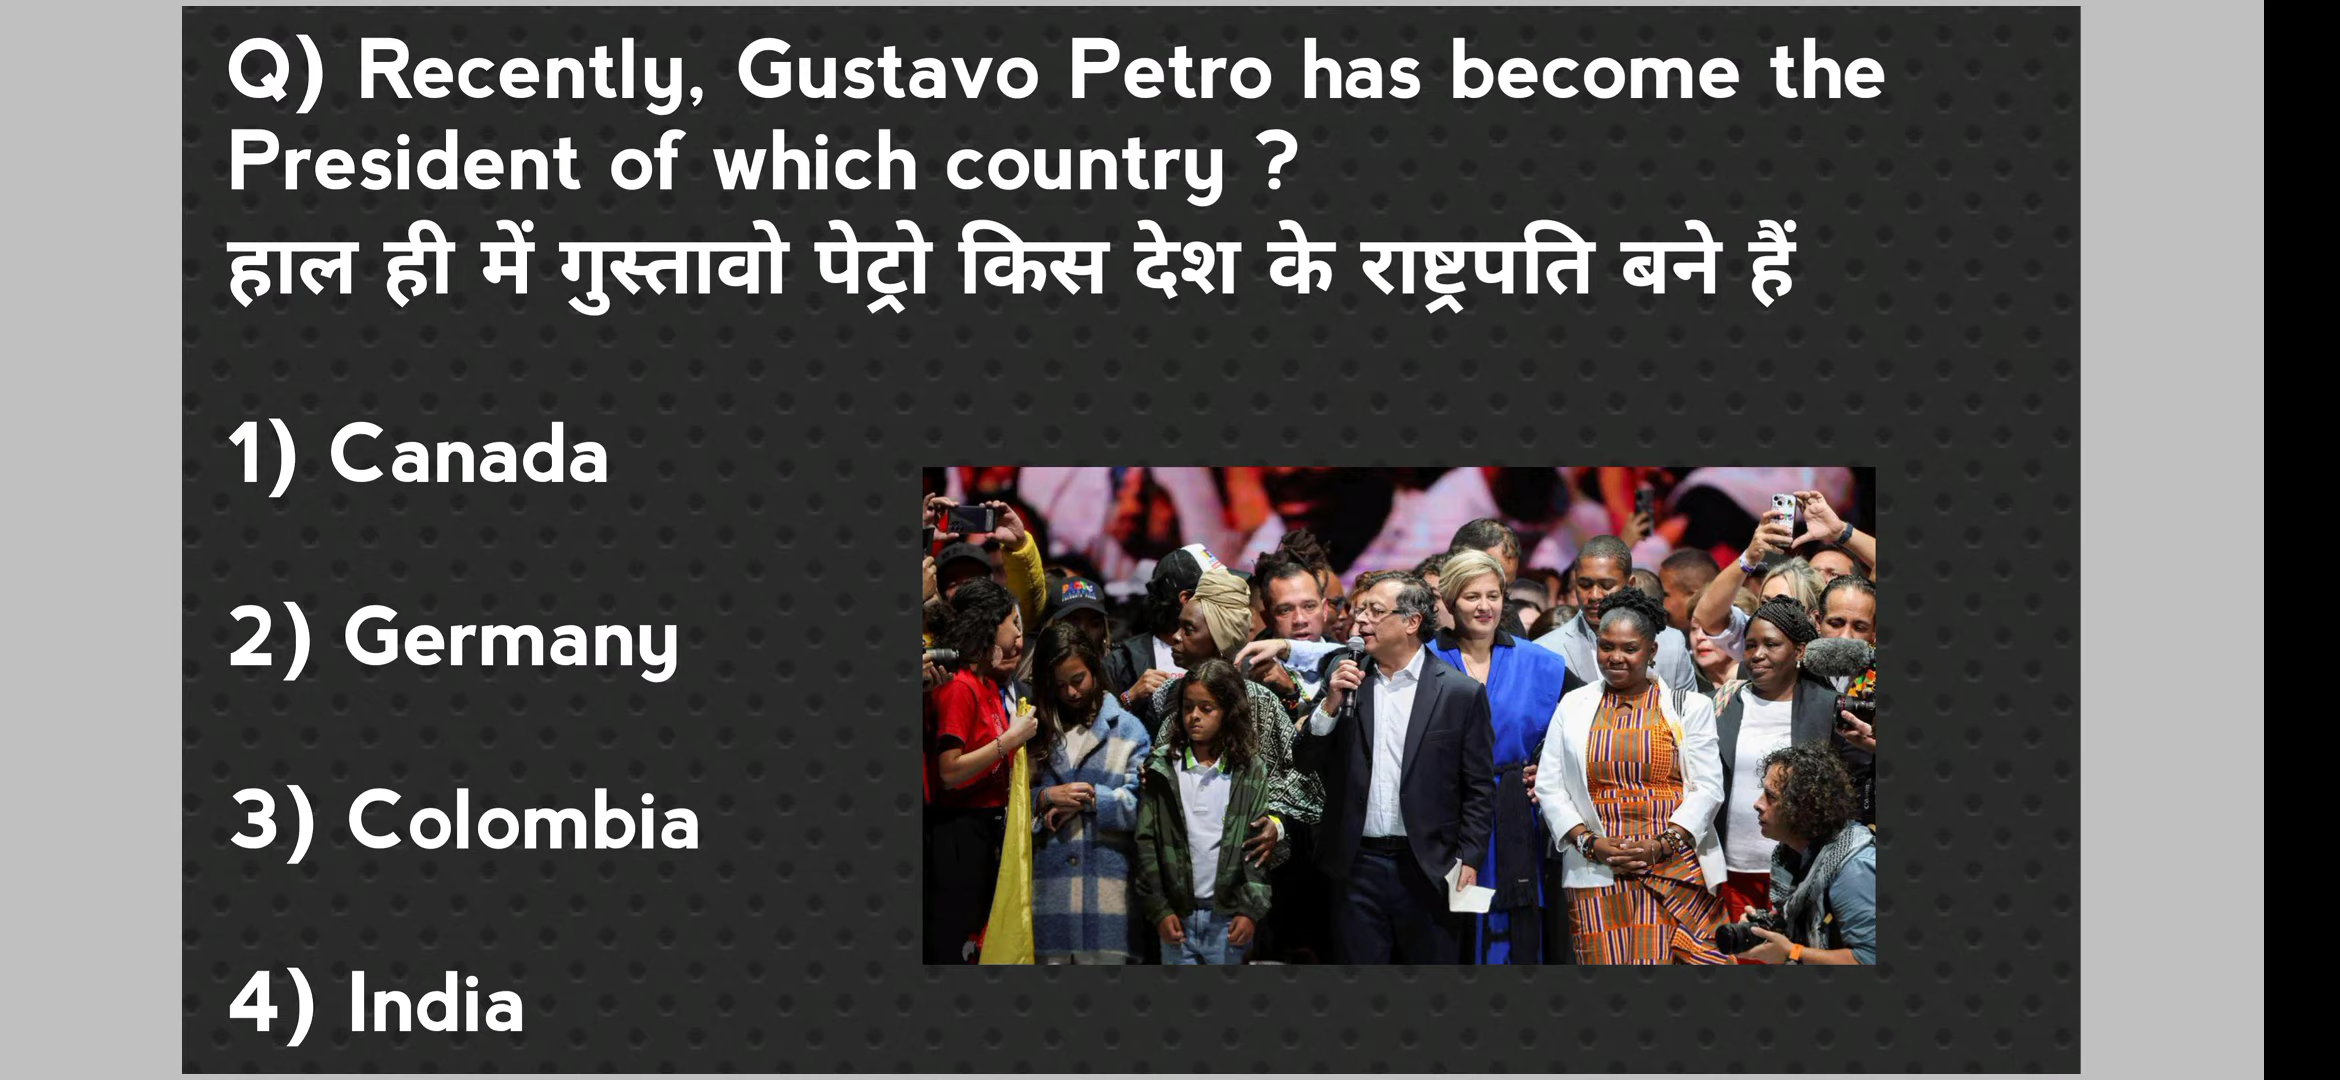 Q) Recently, Gustavo Petro has become the
President of which country ?
हाल ही में गुस्तावो पेट्रो किस देश के राष्ट्रपति बने हैं
1) Canada
2) Germany
3) Colombia
4) India